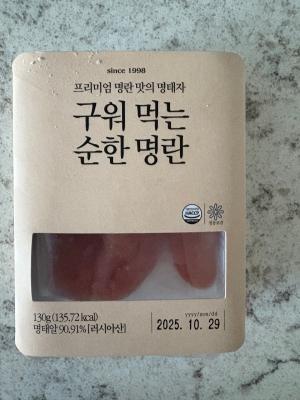 since 1998
프리미엄 명란 맛의 명태자
구워 먹는
순한 명란
HACCP
130g (135.72 kcal)
명태알 90.91% [러시아산]
yyyy/mm/dd
2025. 10. 29